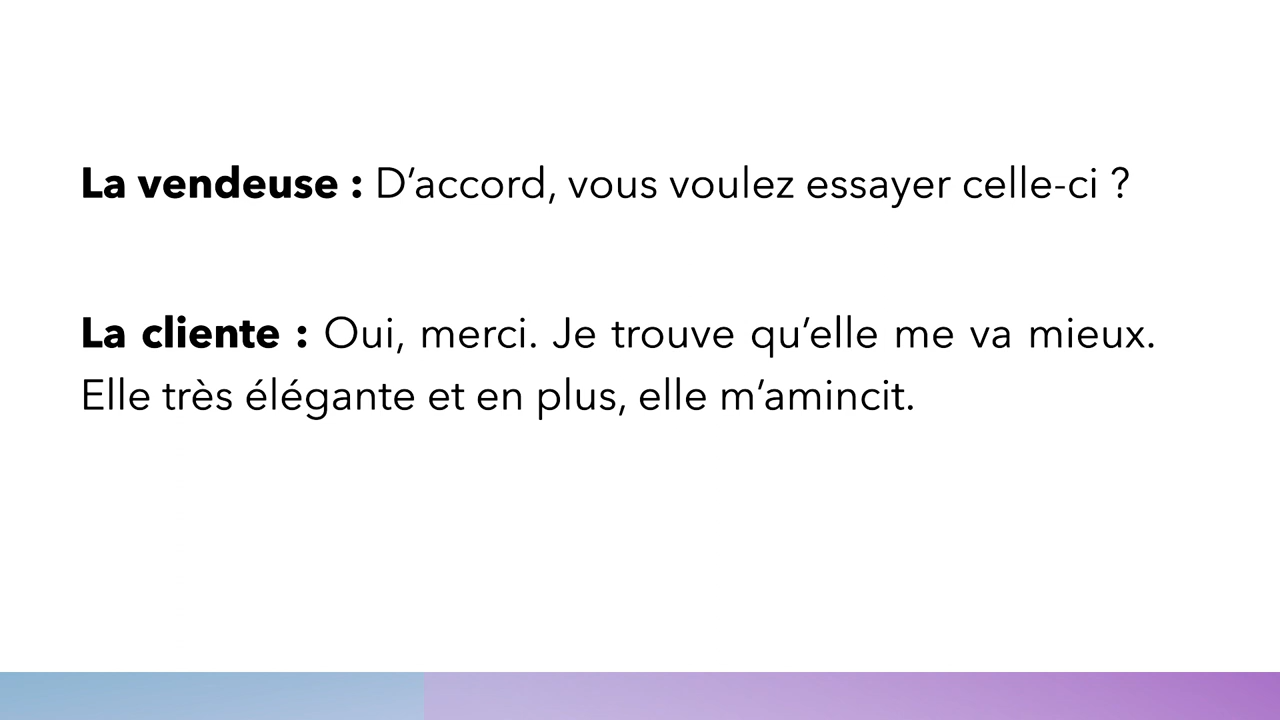 La vendeuse : D’accord, vous voulez essayer celle-ci ?
La cliente : Oui, merci. Je trouve qu’elle me va mieux.
Elle très élégante et en plus, elle m’amincit.